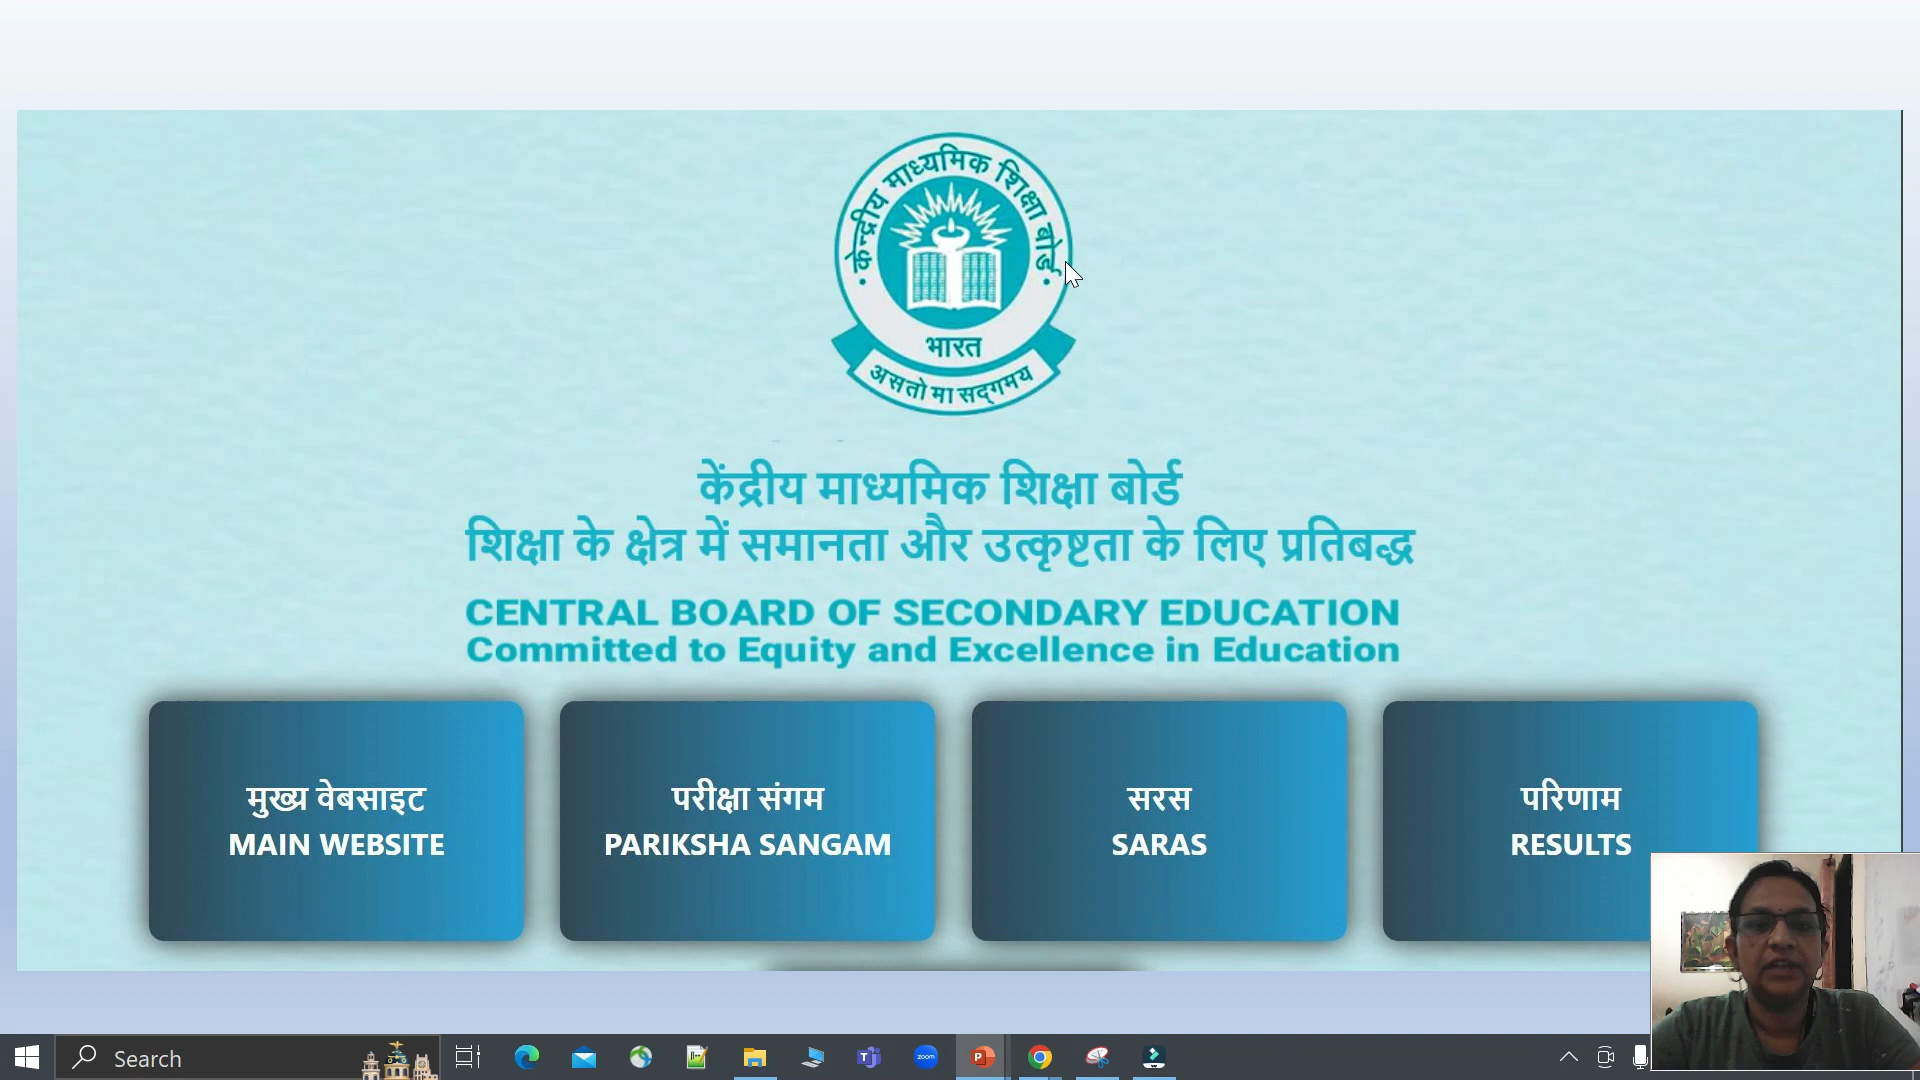 केन्द्रीय माध्यमिक शिक्षा बोर्ड
भारत
असतो मा सद्गमय
केंद्रीय माध्यमिक शिक्षा बोर्ड
शिक्षा के क्षेत्र में समानता और उत्कृष्टता के लिए प्रतिबद्ध
CENTRAL BOARD OF SECONDARY EDUCATION
Committed to Equity and Excellence in Education
मुख्य वेबसाइट
MAIN WEBSITE
परीक्षा संगम
PARIKSHA SANGAM
सरस
SARAS
परिणाम
RESULTS
Search
zoom